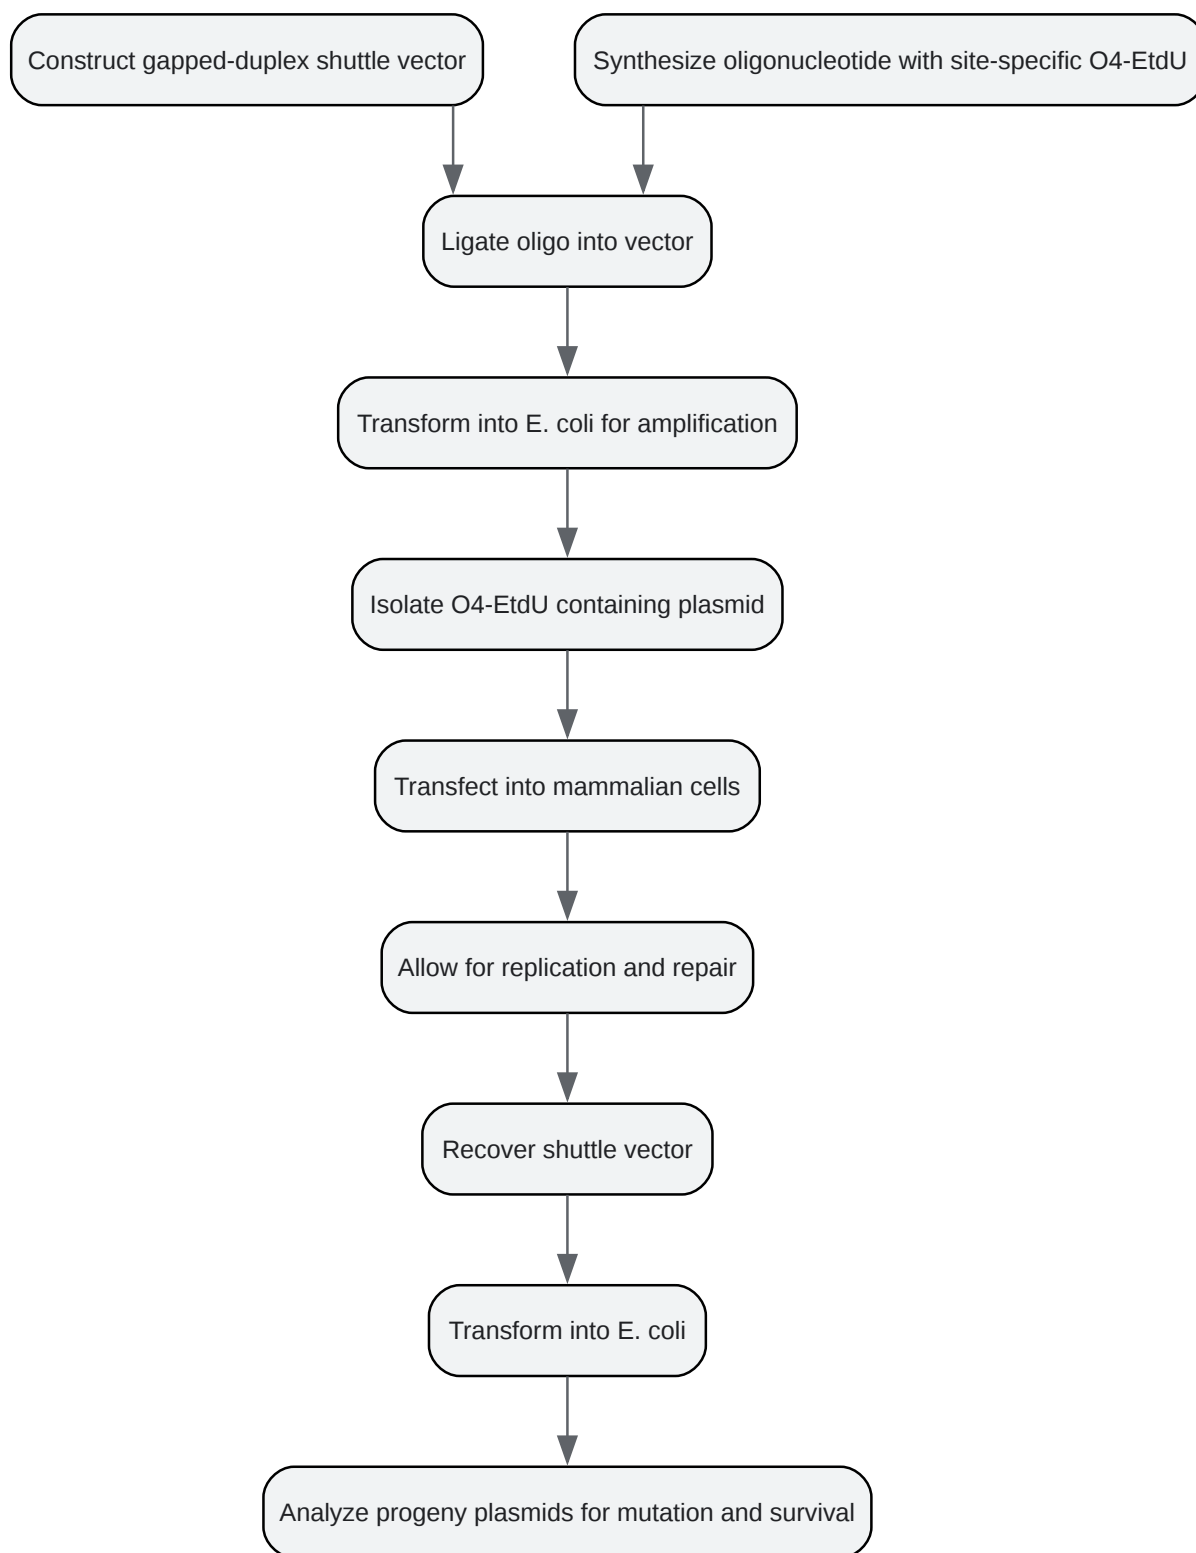 Construct gapped-duplex shuttle vector
Synthesize oligonucleotide with site-specific O4-EtdU
Ligate oligo into vector
Transform into E. coli for amplification
Isolate O4-EtdU containing plasmid
Transfect into mammalian cells
Allow for replication and repair
Recover shuttle vector
Transform into E. coli
Analyze progeny plasmids for mutation and survival